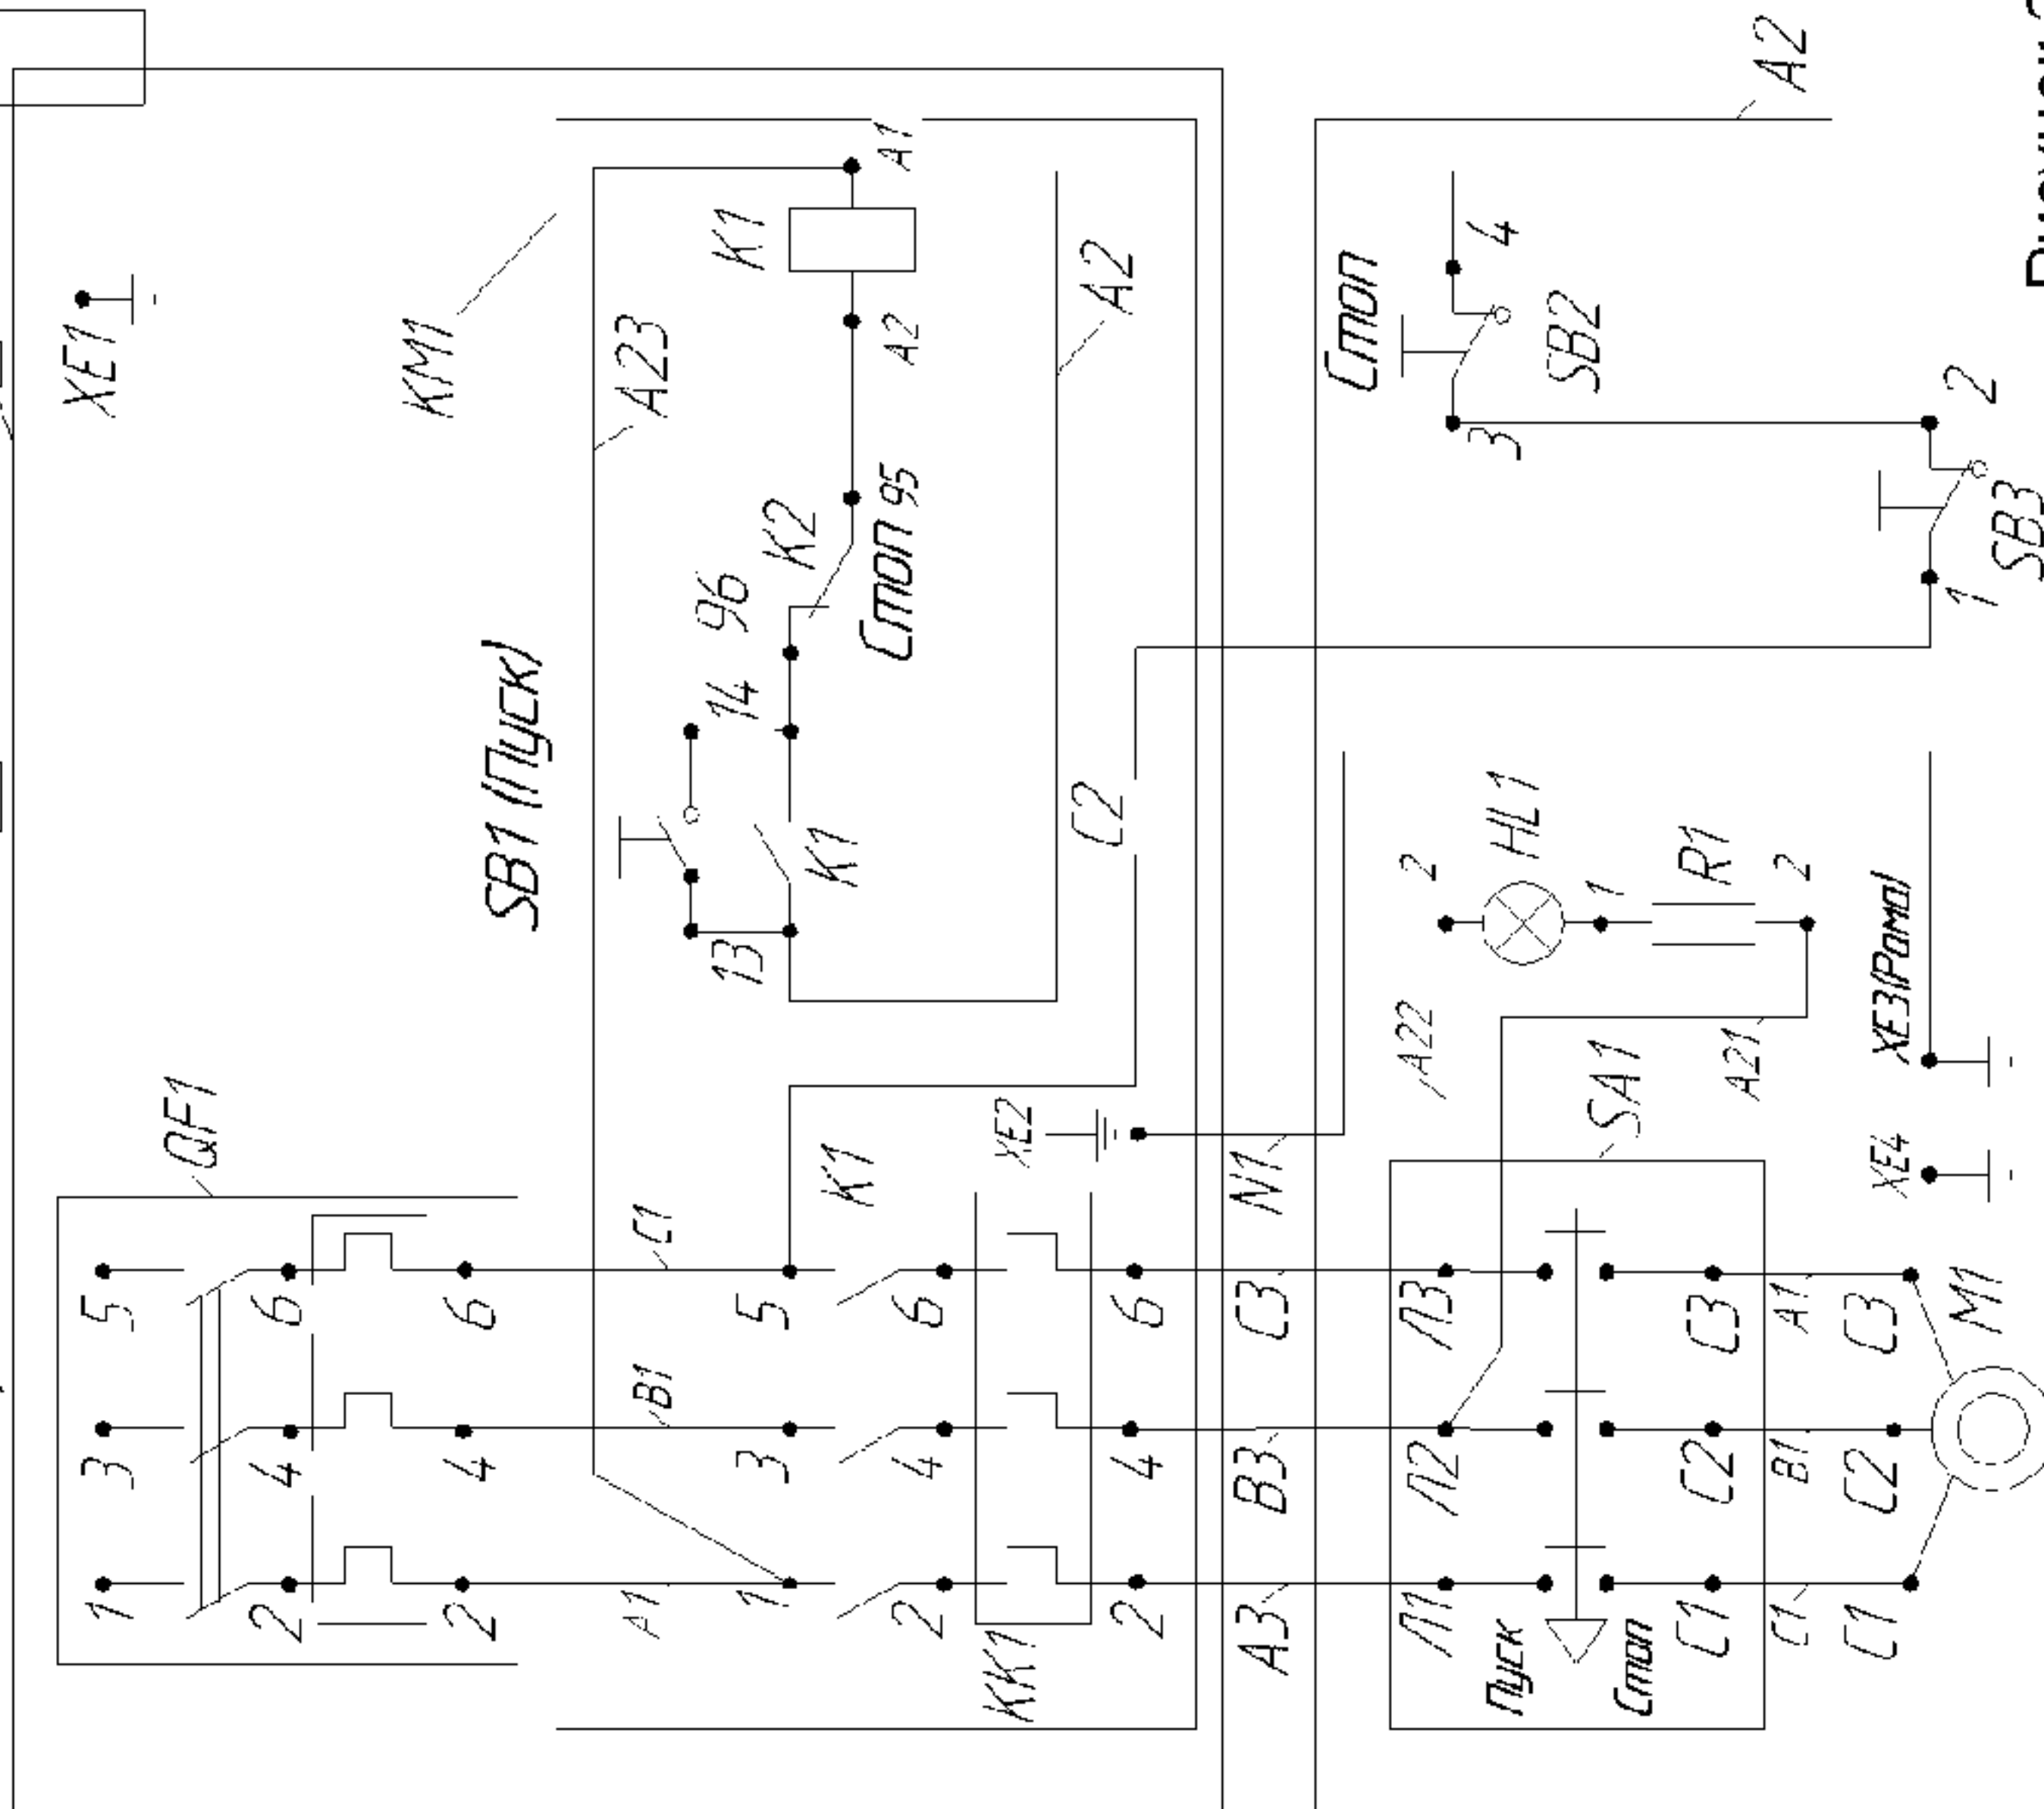 XE1
QF1
5
6
6
3
4
4
1
2
2
KM1
A23
SB1 (Пуск)
K1
A1
A2
K2
Стоп 95
96
14
13
K1
A2
C2
C1
B1
A1
5
3
1
K1
6
4
2
KK1
6
4
2
XE2
N1
C3
B3
A3
A2
Стоп
4
3
SB2
2
1
SB3
2
HL1
1
R1
2
A22
A21
SA1
XE3(Рама)
XE4
Л3
Л2
Л1
Пуск
Стоп
C3
C2
C1
A1
B1
C1
C3
C2
C1
M1